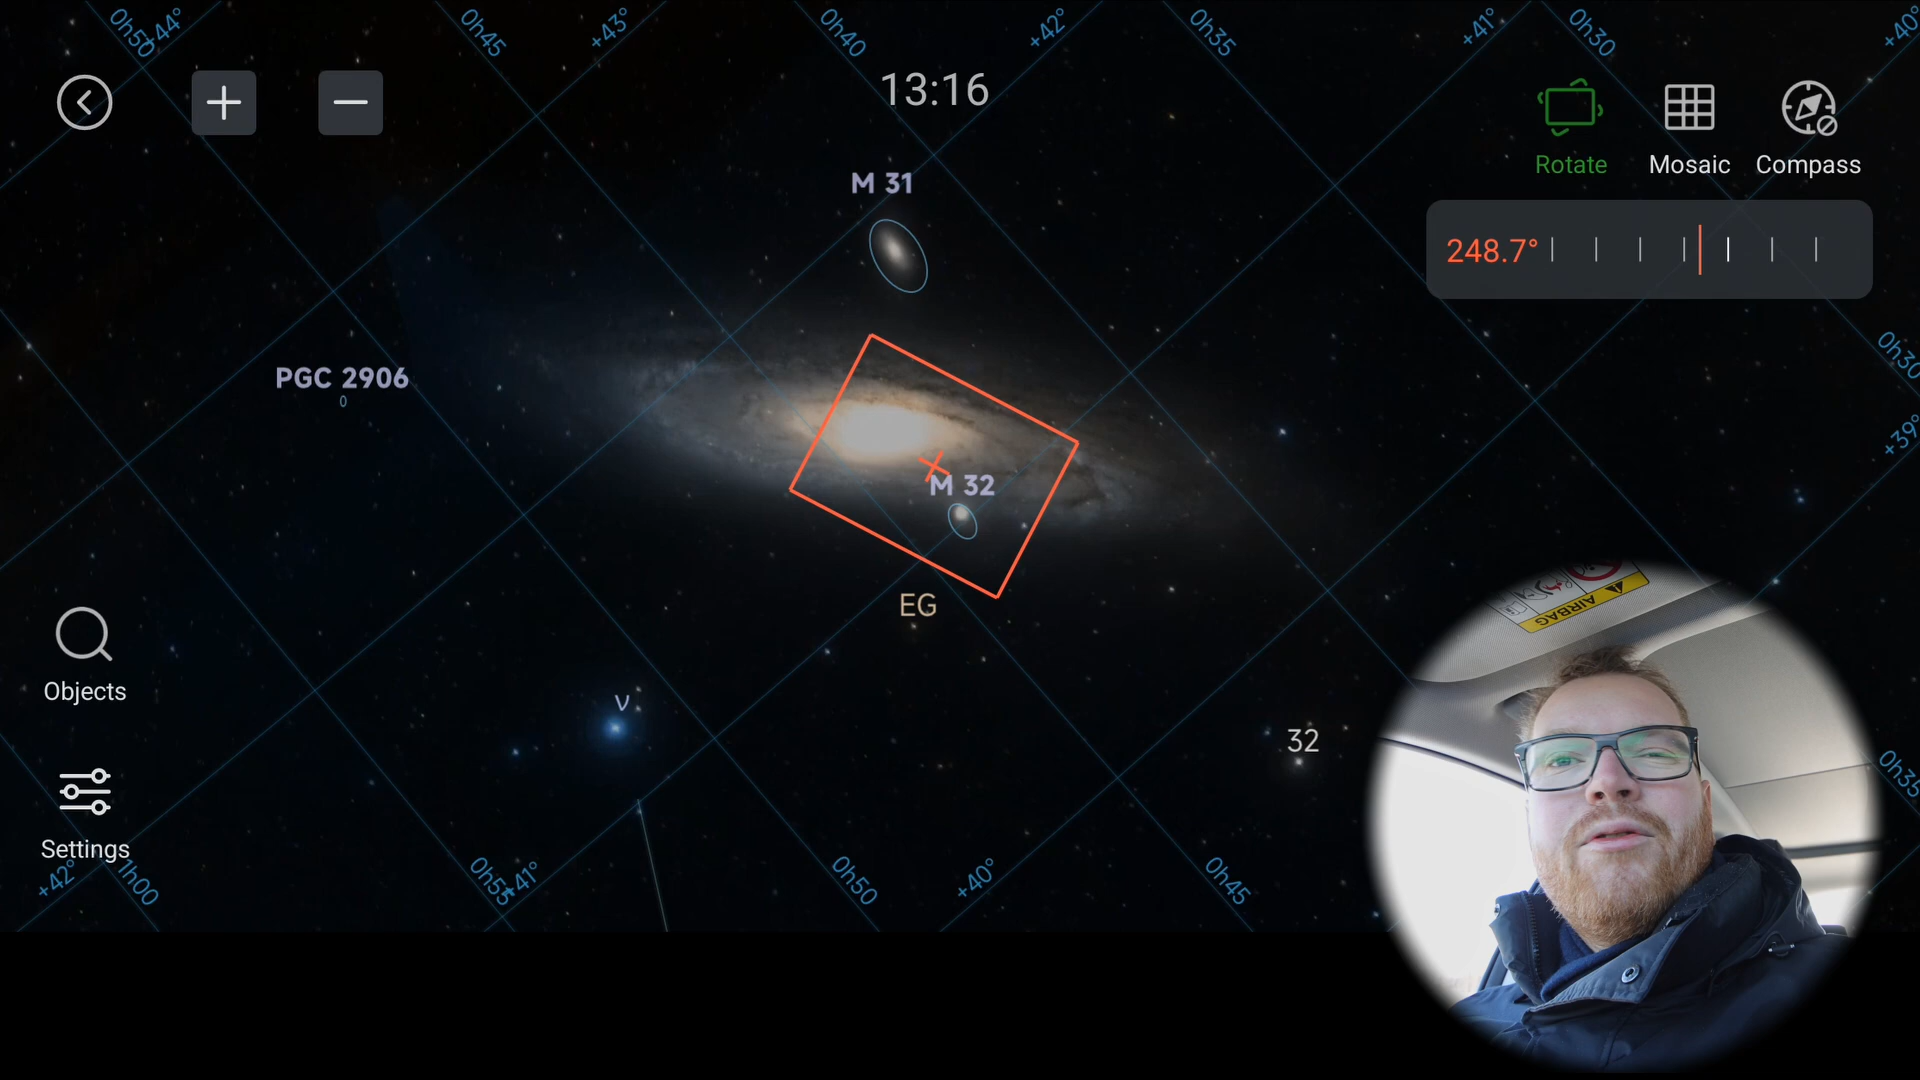 0h50
+44°
0h45
+43°
0h40
+42°
0h35
+41°
0h30
+40°
13:16
Rotate
Mosaic
Compass
M 31
248.7°
PGC 2906
0h30
+39°
M 32
EG
AIRBAG
Objects
ν
32
0h35
Settings
+42°
1h00
0h55
+41°
0h50
+40°
0h45